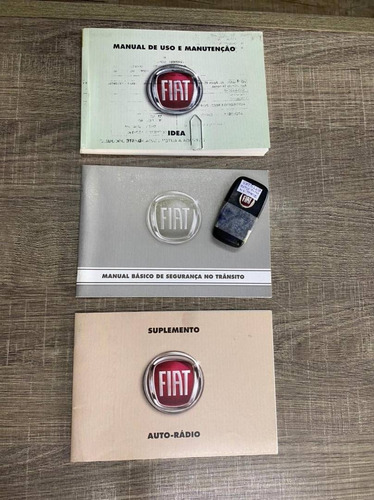 MANUAL DE USO E MANUTENÇÃO
FIAT
IDEA
FIAT
MANUAL BÁSICO DE SEGURANÇA NO TRÂNSITO
SUPLEMENTO
FIAT
AUTO-RÁDIO